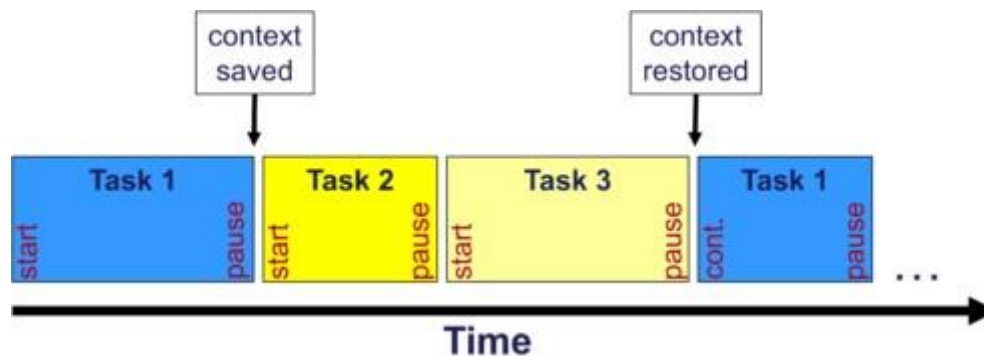 context
saved
context
restored
Task 1
start
pause
Task 2
start
pause
Task 3
start
pause
Task 1
cont.
pause
...
Time